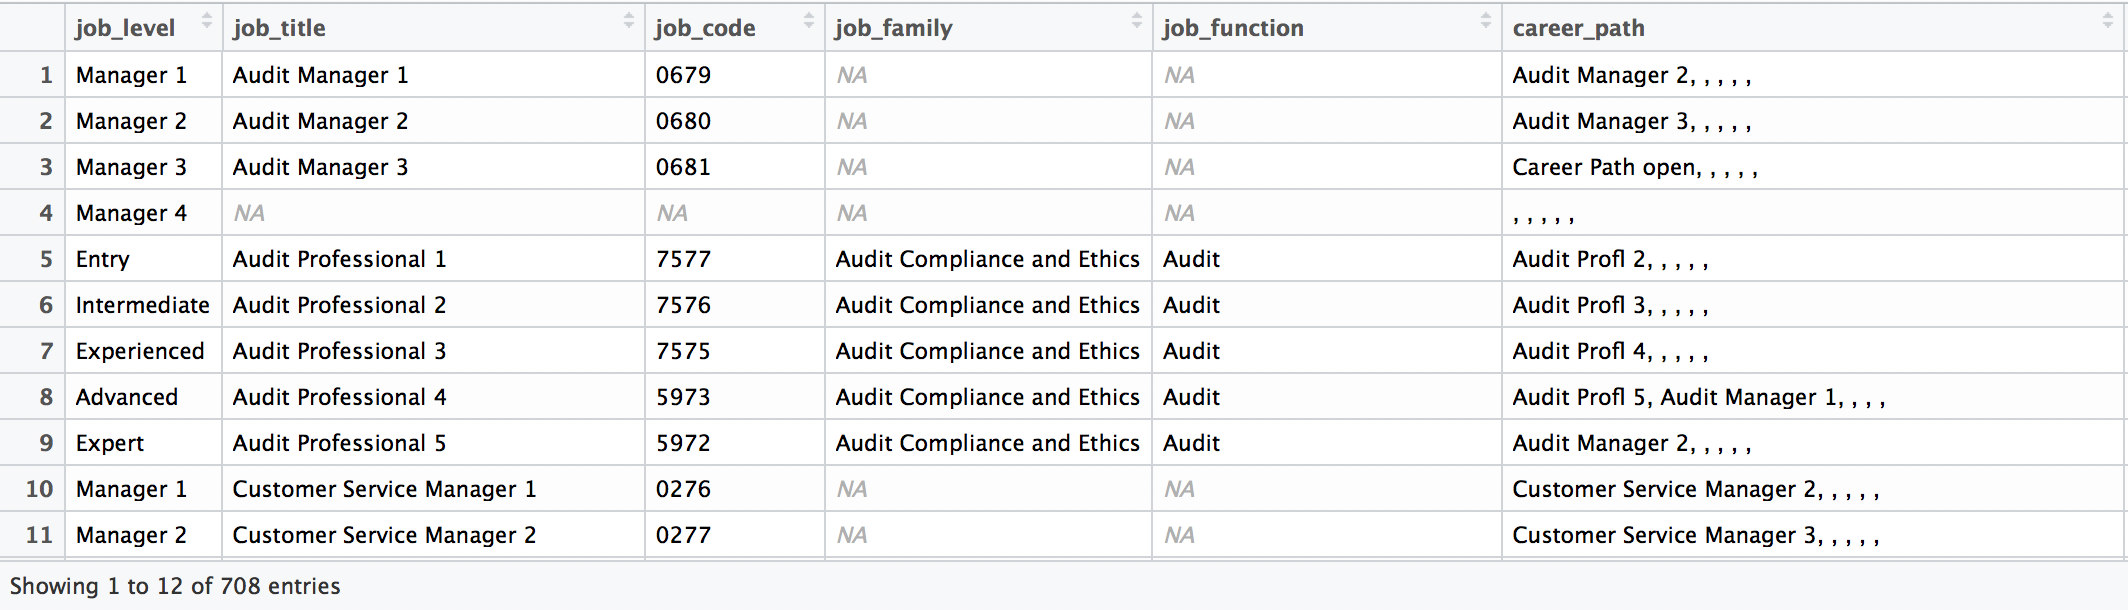 job_level job_title job_code job_family job_function career_path
1 Manager 1 Audit Manager 1 0679 NA NA Audit Manager 2, , , , ,
2 Manager 2 Audit Manager 2 0680 NA NA Audit Manager 3, , , , ,
3 Manager 3 Audit Manager 3 0681 NA NA Career Path open, , , , ,
4 Manager 4 NA NA NA NA , , , , ,
5 Entry Audit Professional 1 7577 Audit Compliance and Ethics Audit Audit Profl 2, , , , ,
6 Intermediate Audit Professional 2 7576 Audit Compliance and Ethics Audit Audit Profl 3, , , , ,
7 Experienced Audit Professional 3 7575 Audit Compliance and Ethics Audit Audit Profl 4, , , , ,
8 Advanced Audit Professional 4 5973 Audit Compliance and Ethics Audit Audit Profl 5, Audit Manager 1, , , ,
9 Expert Audit Professional 5 5972 Audit Compliance and Ethics Audit Audit Manager 2, , , , ,
10 Manager 1 Customer Service Manager 1 0276 NA NA Customer Service Manager 2, , , , ,
11 Manager 2 Customer Service Manager 2 0277 NA NA Customer Service Manager 3, , , , ,
Showing 1 to 12 of 708 entries